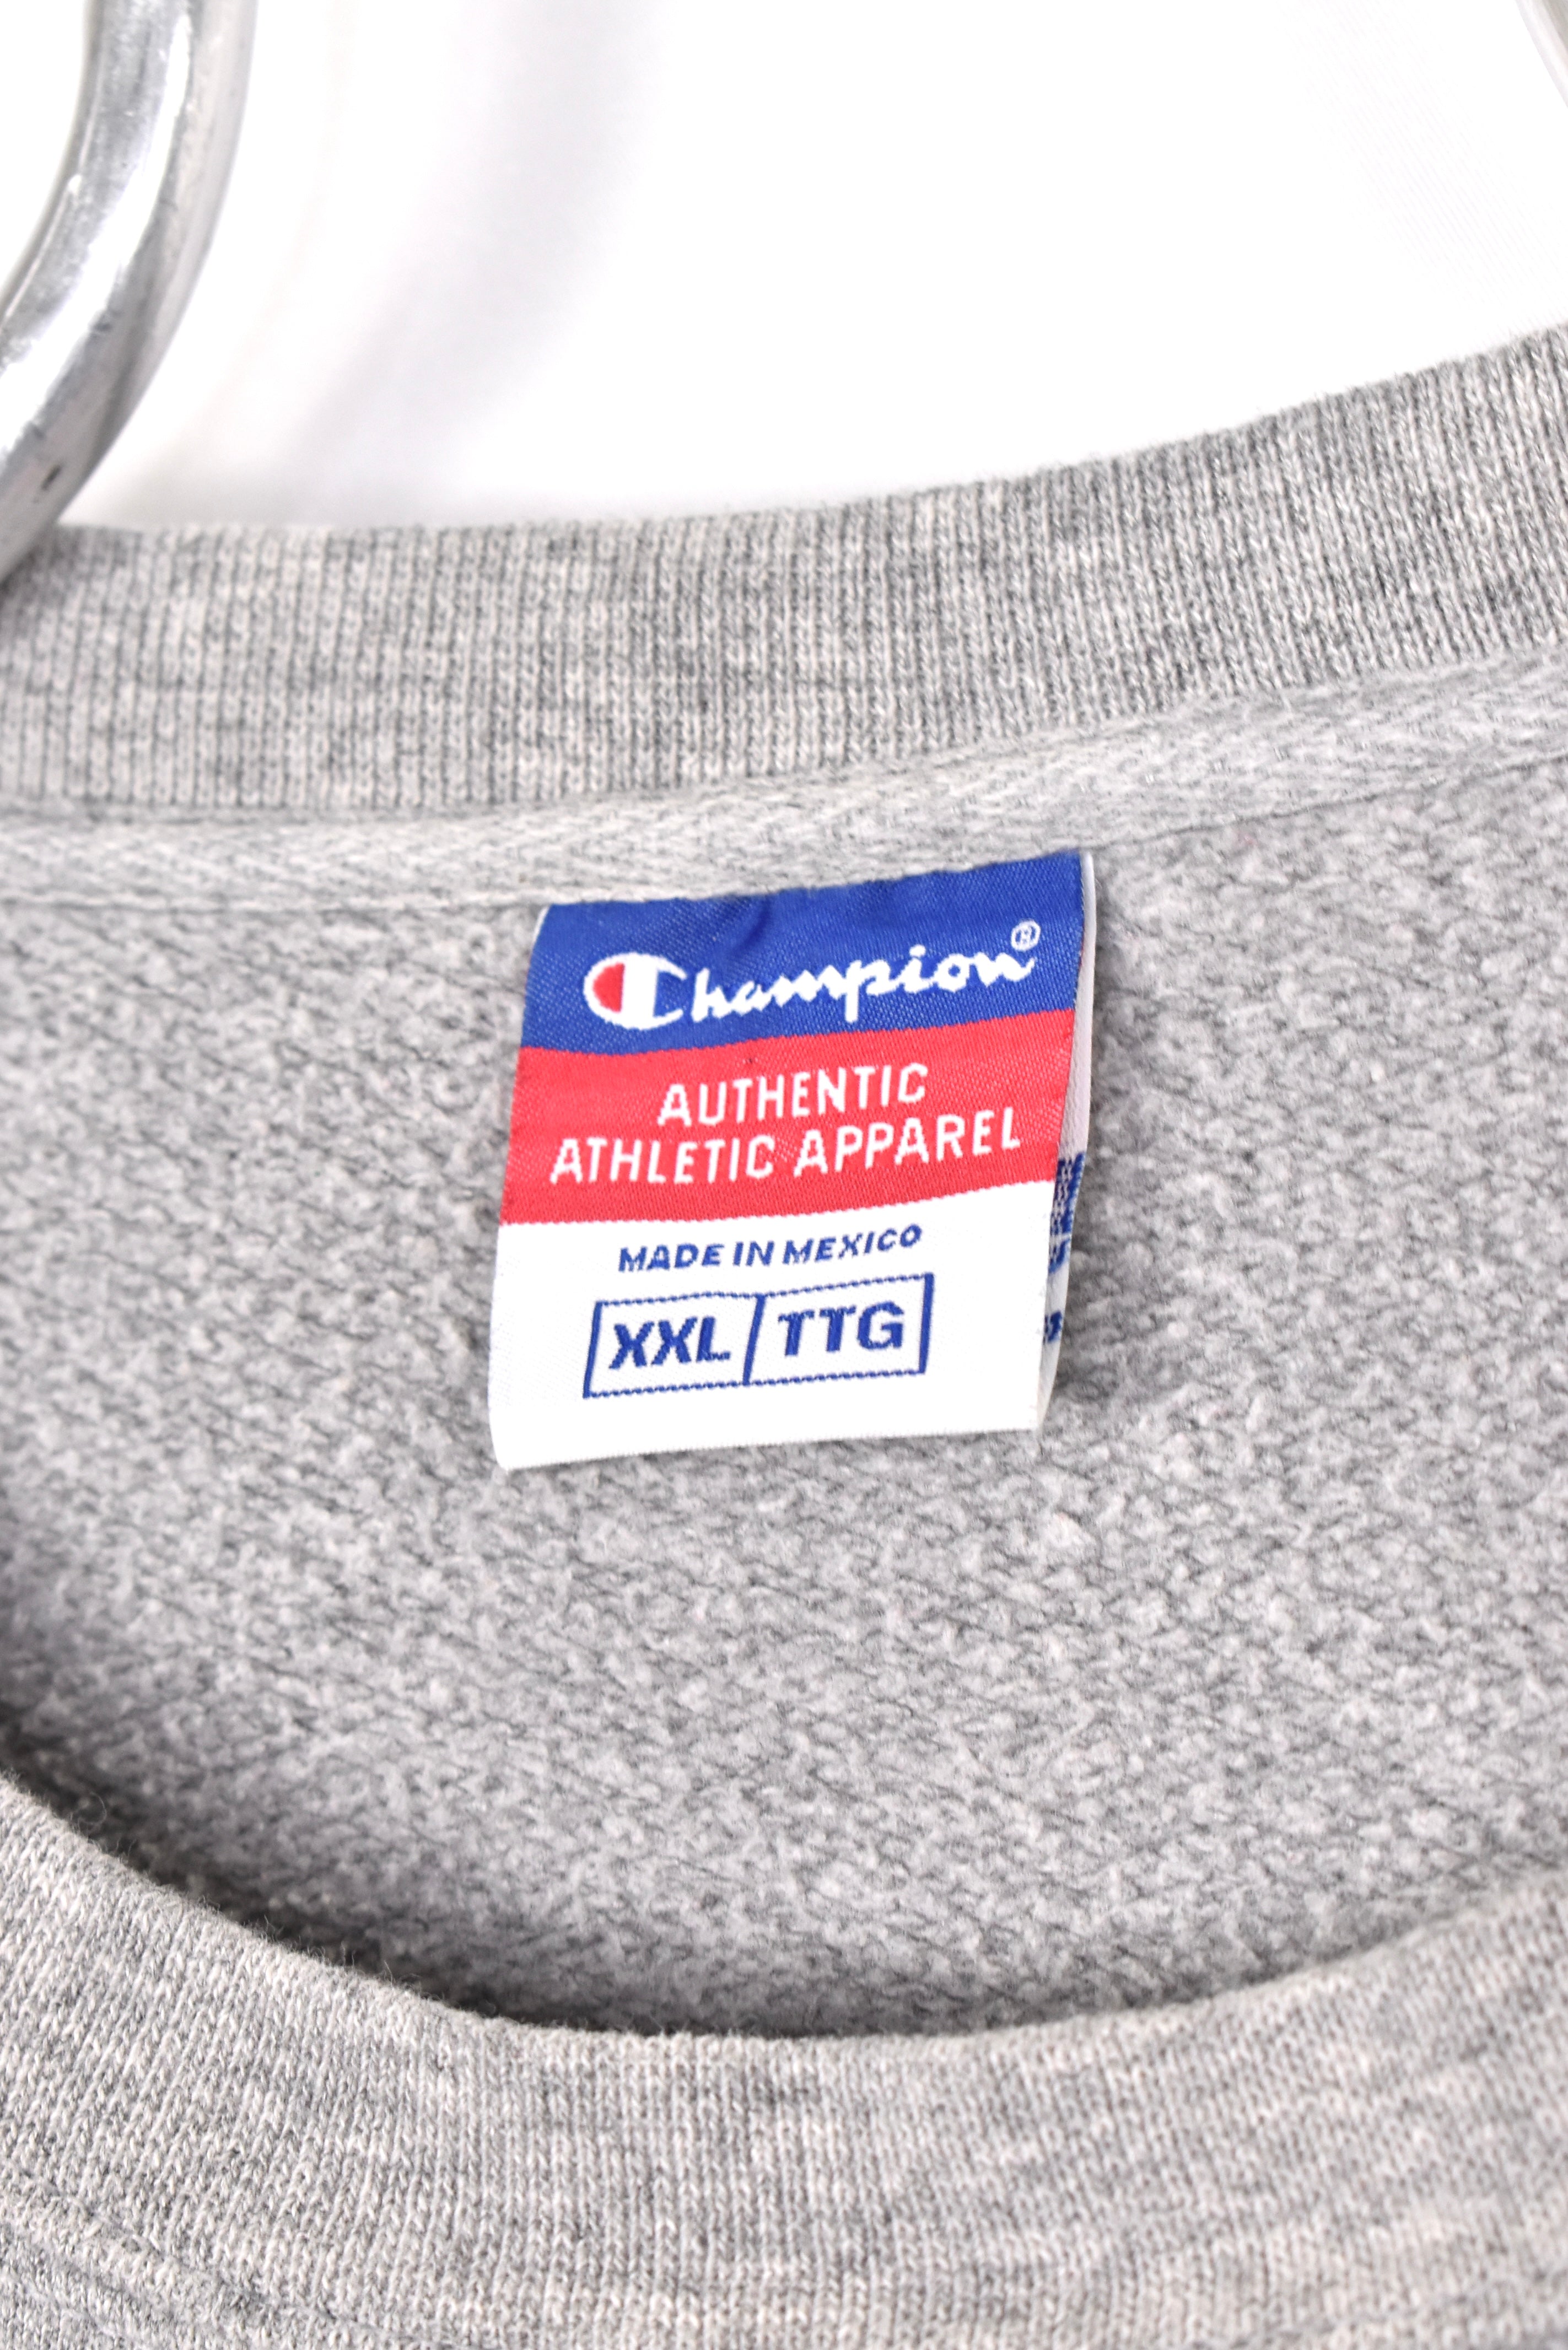 Champion®
AUTHENTIC
ATHLETIC APPAREL
MADE IN MEXICO
XXL TTG